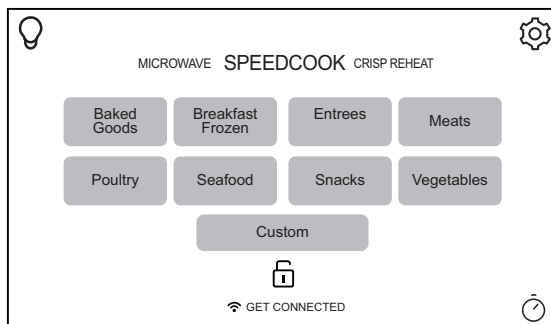 MICROWAVE SPEEDCOOK CRISP REHEAT
Baked
Goods
Breakfast
Frozen
Entrees
Meats
Poultry
Seafood
Snacks
Vegetables
Custom
GET CONNECTED